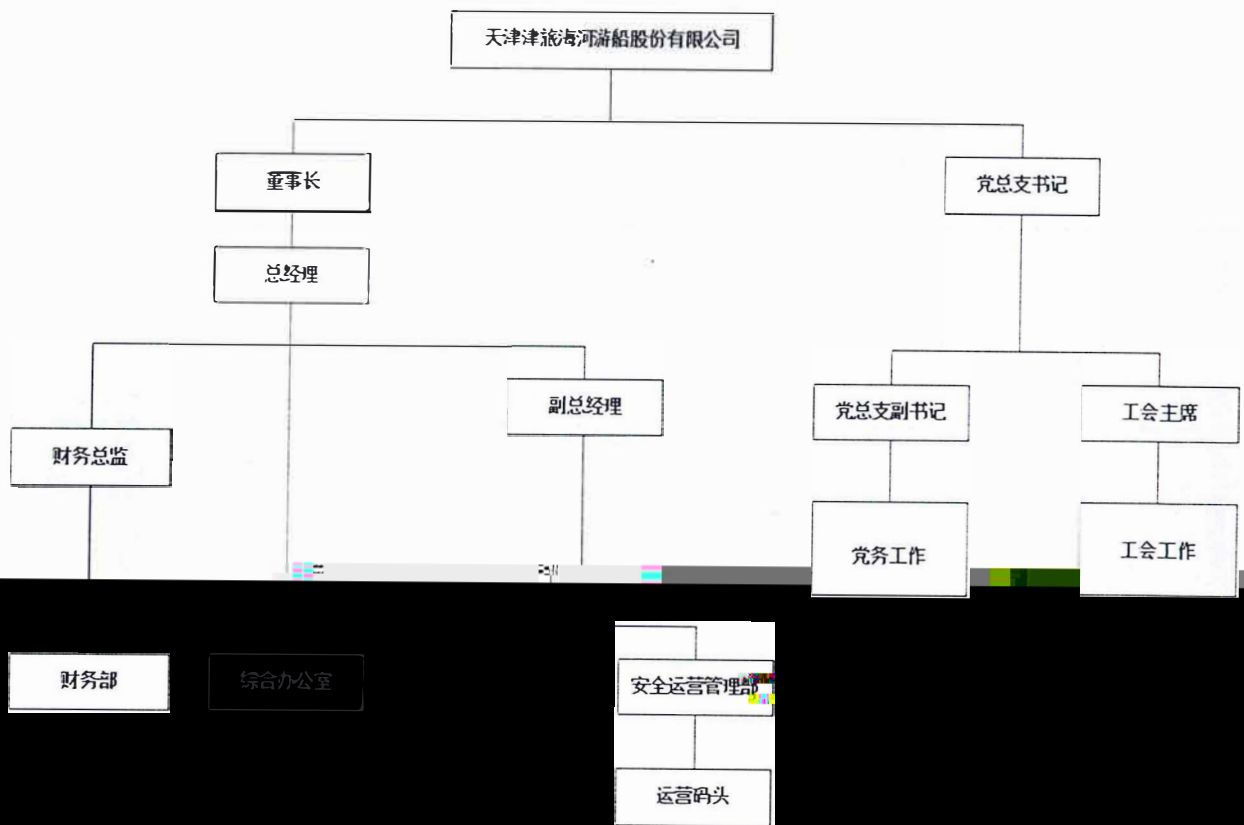 天津津旅海河游船股份有限公司
董事长
党总支书记
总经理
副总经理
党总支副书记
工会主席
财务总监
党务工作
工会工作
财务部
综合办公室
安全运营管理部
运营码头